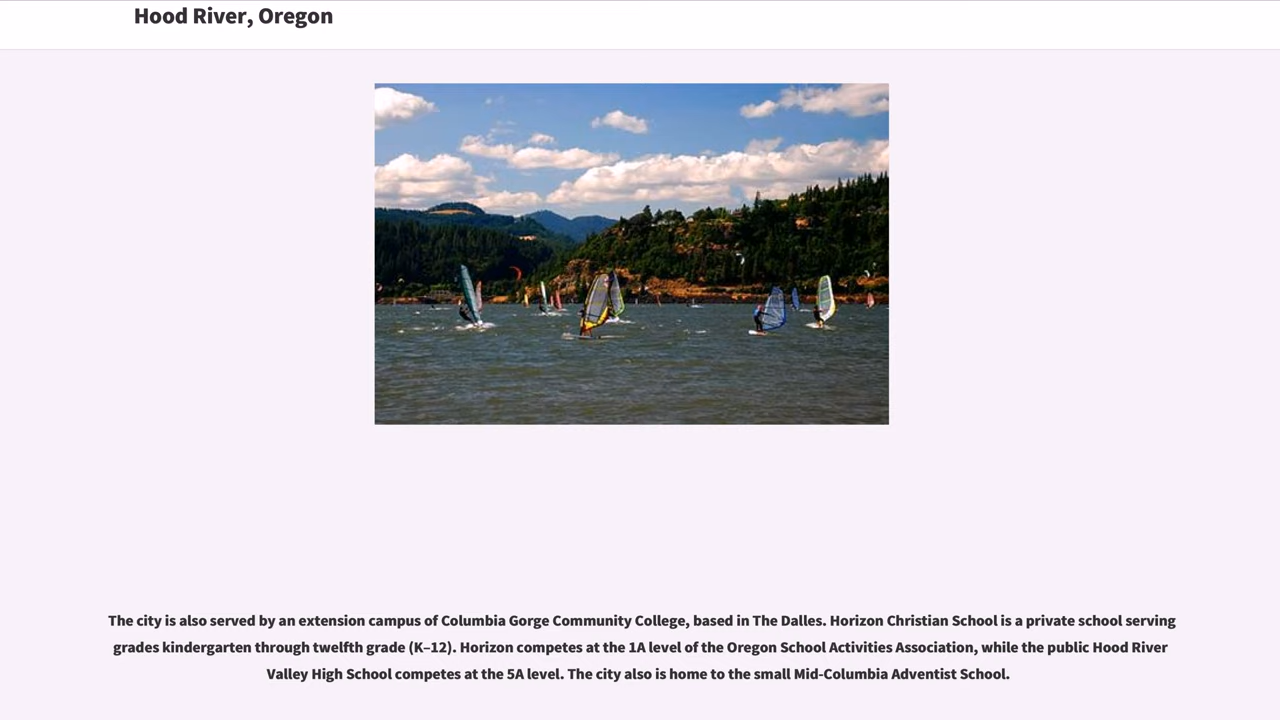 Hood River, Oregon
The city is also served by an extension campus of Columbia Gorge Community College, based in The Dalles. Horizon Christian School is a private school serving
grades kindergarten through twelfth grade (K–12). Horizon competes at the 1A level of the Oregon School Activities Association, while the public Hood River
Valley High School competes at the 5A level. The city also is home to the small Mid-Columbia Adventist School.